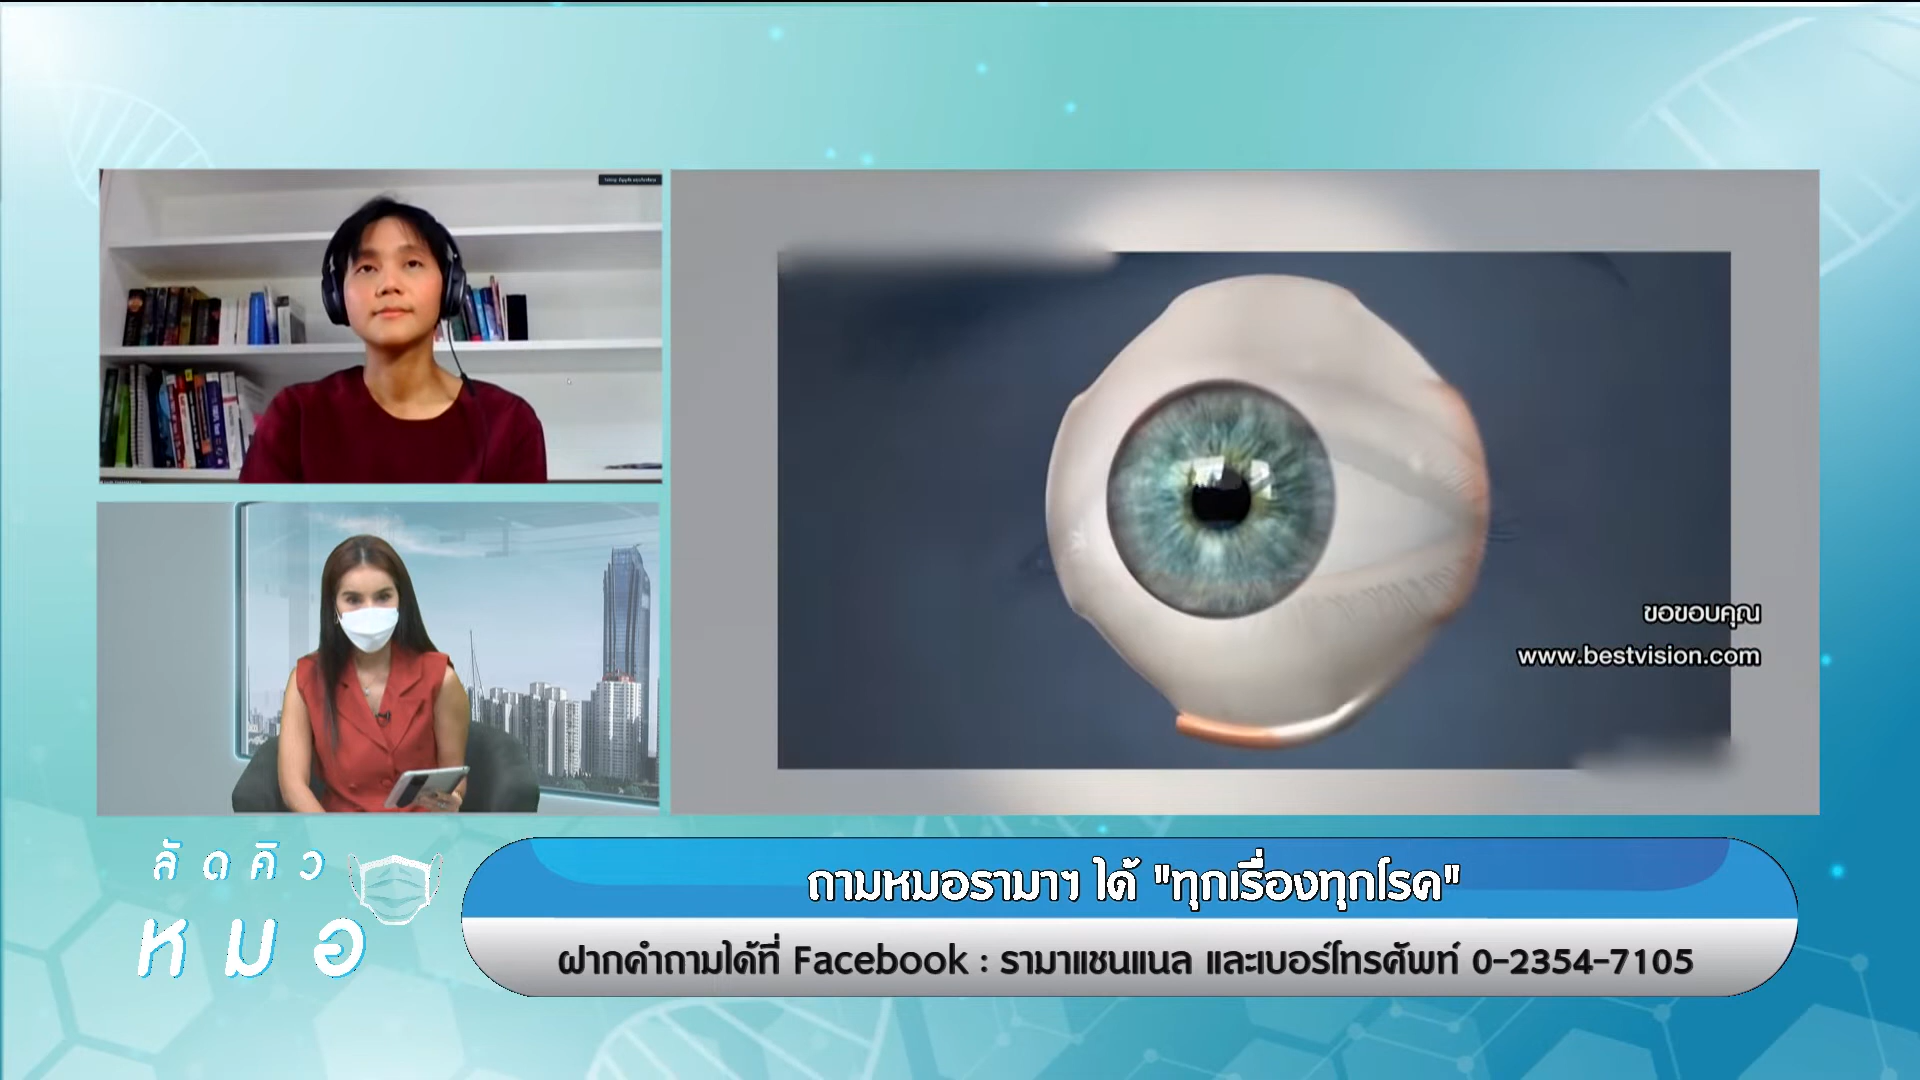 ขอขอบคุณ
www.bestvision.com
ลัดคิว
หมอ
ถามหมอรามาฯ ได้ "ทุกเรื่องทุกโรค"
ฝากคำถามได้ที่ Facebook : รามาแชนแนล และเบอร์โทรศัพท์ 0-2354-7105